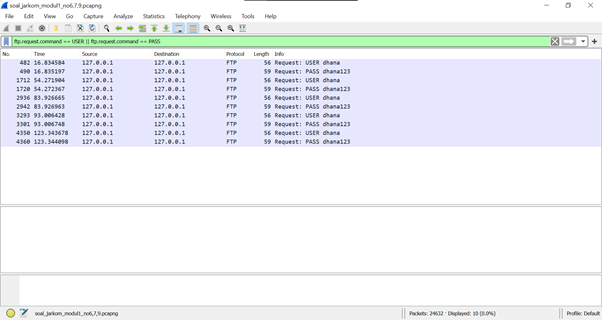 soal_jarkom_modul1_no6,7,9.pcapng
File Edit View Go Capture Analyze Statistics Telephony Wireless Tools Help
ftp.request.command == USER || ftp.request.command == PASS
No. Time Source Destination Protocol Length Info
482 16.834584 127.0.0.1 127.0.0.1 FTP 56 Request: USER dhana
490 16.835197 127.0.0.1 127.0.0.1 FTP 59 Request: PASS dhana123
1712 54.271904 127.0.0.1 127.0.0.1 FTP 56 Request: USER dhana
1720 54.272367 127.0.0.1 127.0.0.1 FTP 59 Request: PASS dhana123
2936 83.926665 127.0.0.1 127.0.0.1 FTP 56 Request: USER dhana
2942 83.926963 127.0.0.1 127.0.0.1 FTP 59 Request: PASS dhana123
3293 93.006428 127.0.0.1 127.0.0.1 FTP 56 Request: USER dhana
3301 93.006748 127.0.0.1 127.0.0.1 FTP 59 Request: PASS dhana123
4350 123.343678 127.0.0.1 127.0.0.1 FTP 56 Request: USER dhana
4360 123.344098 127.0.0.1 127.0.0.1 FTP 59 Request: PASS dhana123
soal_jarkom_modul1_no6,7,9.pcapng Packets: 24632 · Displayed: 10 (0.0%) Profile: Default